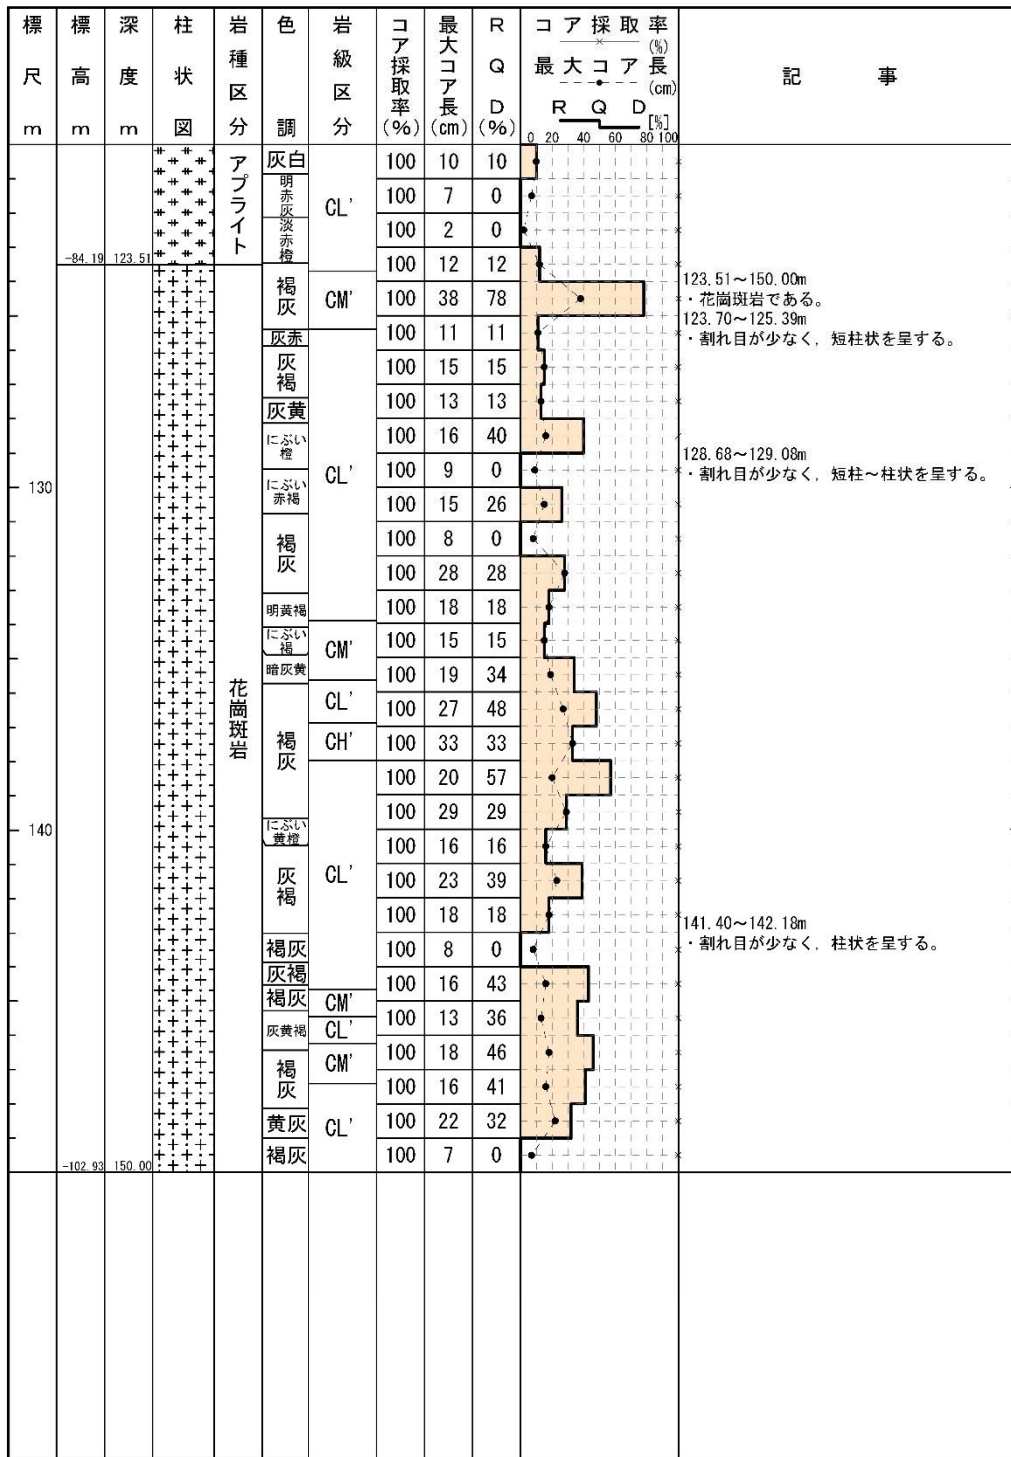 標尺m
標高m
深度m
柱状図
岩種区分
色調
岩級区分
コア採取率(%)
最大コア長(cm)
RQD(%)
コア採取率
(%)
最大コア長
(cm)
R Q D
[%]
0 20 40 60 80 100
記 事
アプライト
灰白
100 10 10
明赤灰
CL'
100 7 0
淡赤橙
100 2 0
-84.19 123.51
100 12 12
123.51～150.00m
・花崗斑岩である。
褐灰
CM'
100 38 78
123.70～125.39m
・割れ目が少なく，短柱状を呈する。
灰赤
100 11 11
灰褐
100 15 15
100 13 13
灰黄
にぶい橙
100 16 40
128.68～129.08m
・割れ目が少なく，短柱～柱状を呈する。
CL'
100 9 0
130
にぶい赤褐
100 15 26
褐灰
100 8 0
100 28 28
明黄褐
100 18 18
にぶい褐
CM'
100 15 15
暗灰黄
100 19 34
花崗斑岩
CL'
100 27 48
褐灰
CH'
100 33 33
100 20 57
100 29 29
140
にぶい黄橙
100 16 16
灰褐
CL'
100 23 39
100 18 18
141.40～142.18m
・割れ目が少なく，柱状を呈する。
褐灰
100 8 0
灰褐
100 16 43
褐灰
CM'
100 13 36
灰黄褐
CL'
100 18 46
褐灰
CM'
100 16 41
黄灰
CL'
100 22 32
褐灰
100 7 0
-102.93 150.00